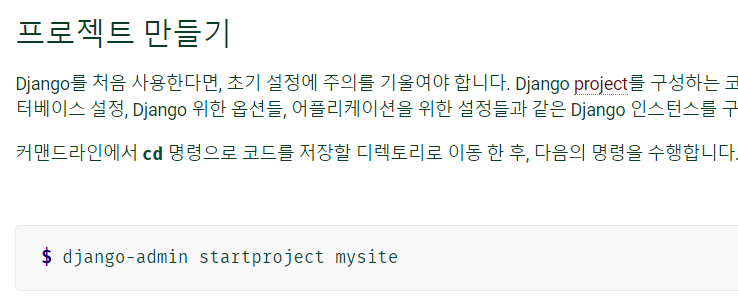 프로젝트 만들기
Django를 처음 사용한다면, 초기 설정에 주의를 기울여야 합니다. Django project를 구성하는 코
터베이스 설정, Django 위한 옵션들, 어플리케이션을 위한 설정들과 같은 Django 인스턴스를 구
커맨드라인에서 cd 명령으로 코드를 저장할 디렉토리로 이동 한 후, 다음의 명령을 수행합니다.
$ django-admin startproject mysite